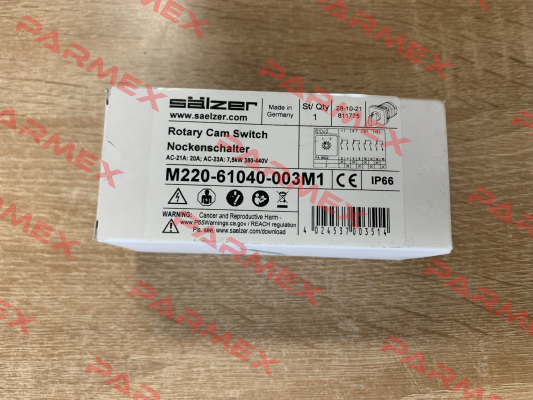 sälzer
www.saelzer.com
Made in
Germany
St/ Qty
1
28-10-21
811775
Rotary Cam Switch
Nockenschalter
AC-21A: 20A; AC-23A: 7,5kW 380-440V
M220-61040-003M1
CE
IP66
WARNING:
Cancer and Reproductive Harm -
www.P65Warnings.ca.gov / REACH regulation
Pls. see: www.saelzer.com/download
4 024537 003514
PARMEX
PARMEX
PARMEX
PARMEX
PARMEX
PARMEX
PARMEX